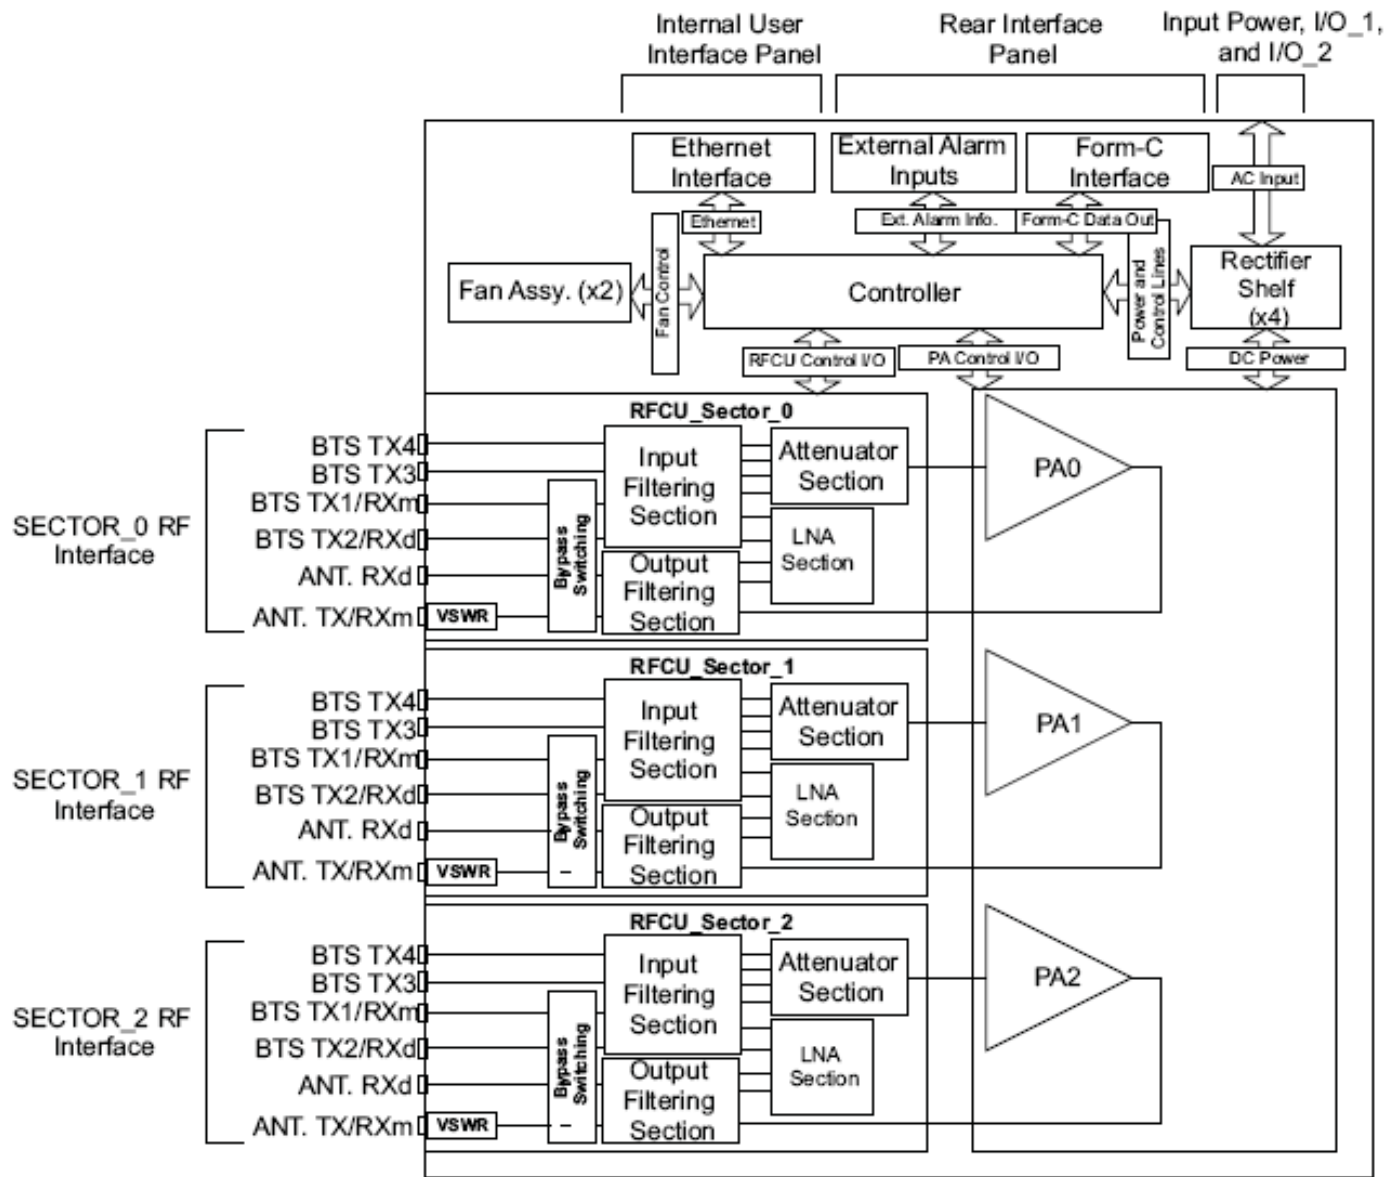 Internal User
Interface Panel
Rear Interface
Panel
Input Power, I/O_1,
and I/O_2
Ethernet
Interface
External Alarm
Inputs
Form-C
Interface
AC Input
Ethernet
Ext. Alarm Info.
Form-C Data Out
Fan Assy. (x2)
Fan Control
Controller
Power and
Control Lines
Rectifier
Shelf
(x4)
RFCU Control I/O
PA Control I/O
DC Power
SECTOR_0 RF
Interface
BTS TX4
BTS TX3
BTS TX1/RXm
BTS TX2/RXd
ANT. RXd
ANT. TX/RXm
VSWR
RFCU_Sector_0
Bypass
Switching
Input
Filtering
Section
Output
Filtering
Section
Attenuator
Section
LNA
Section
PA0
SECTOR_1 RF
Interface
BTS TX4
BTS TX3
BTS TX1/RXm
BTS TX2/RXd
ANT. RXd
ANT. TX/RXm
VSWR
RFCU_Sector_1
Bypass
Switching
Input
Filtering
Section
Output
Filtering
Section
Attenuator
Section
LNA
Section
PA1
SECTOR_2 RF
Interface
BTS TX4
BTS TX3
BTS TX1/RXm
BTS TX2/RXd
ANT. RXd
ANT. TX/RXm
VSWR
RFCU_Sector_2
Bypass
Switching
Input
Filtering
Section
Output
Filtering
Section
Attenuator
Section
LNA
Section
PA2